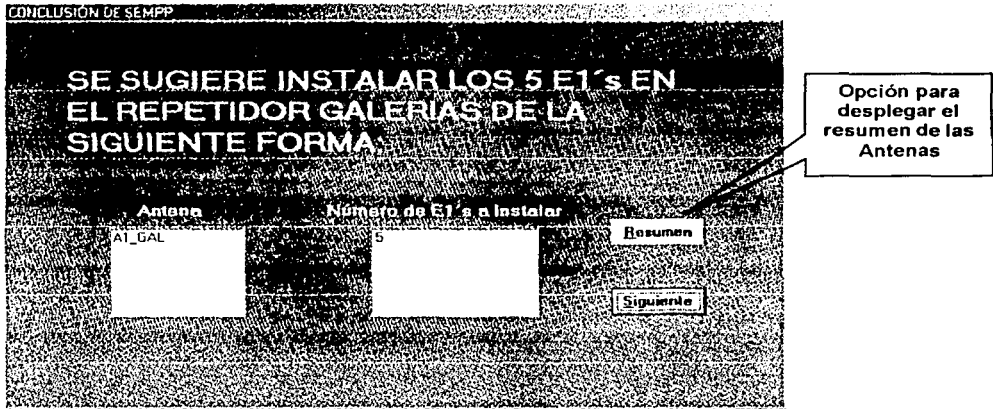 CONCLUSIÓN DE SEMPP
SE SUGIERE INSTALAR LOS 5 E1´s EN
EL REPETIDOR GALERIAS DE LA
SIGUIENTE FORMA:
Antena
Número de E1´s a Instalar
A1_GAL
5
Resumen
Siguiente
Opción para
desplegar el
resumen de las
Antenas